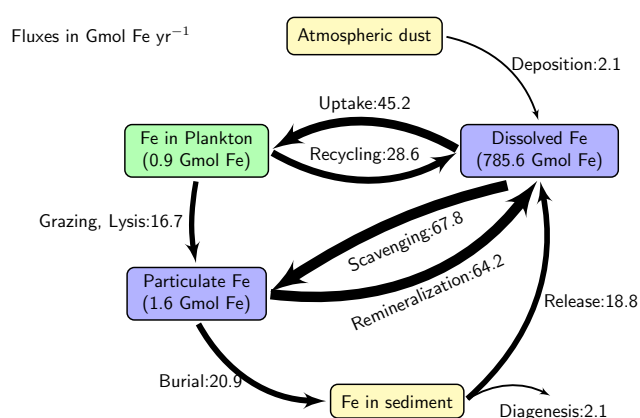 Fluxes in Gmol Fe yr⁻¹
Atmospheric dust
Deposition:2.1
Uptake:45.2
Fe in Plankton
(0.9 Gmol Fe)
Dissolved Fe
(785.6 Gmol Fe)
Recycling:28.6
Grazing, Lysis:16.7
Scavenging:67.8
Particulate Fe
(1.6 Gmol Fe)
Remineralization:64.2
Release:18.8
Burial:20.9
Fe in sediment
Diagenesis:2.1